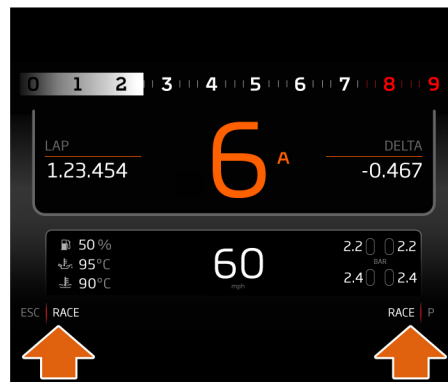 0 1 2 3 4 5 6 7 8 9
LAP
1.23.454
6 A
DELTA
-0.467
50 %
95°C
90°C
60
mph
2.2 2.2
BAR
2.4 2.4
ESC RACE
RACE P